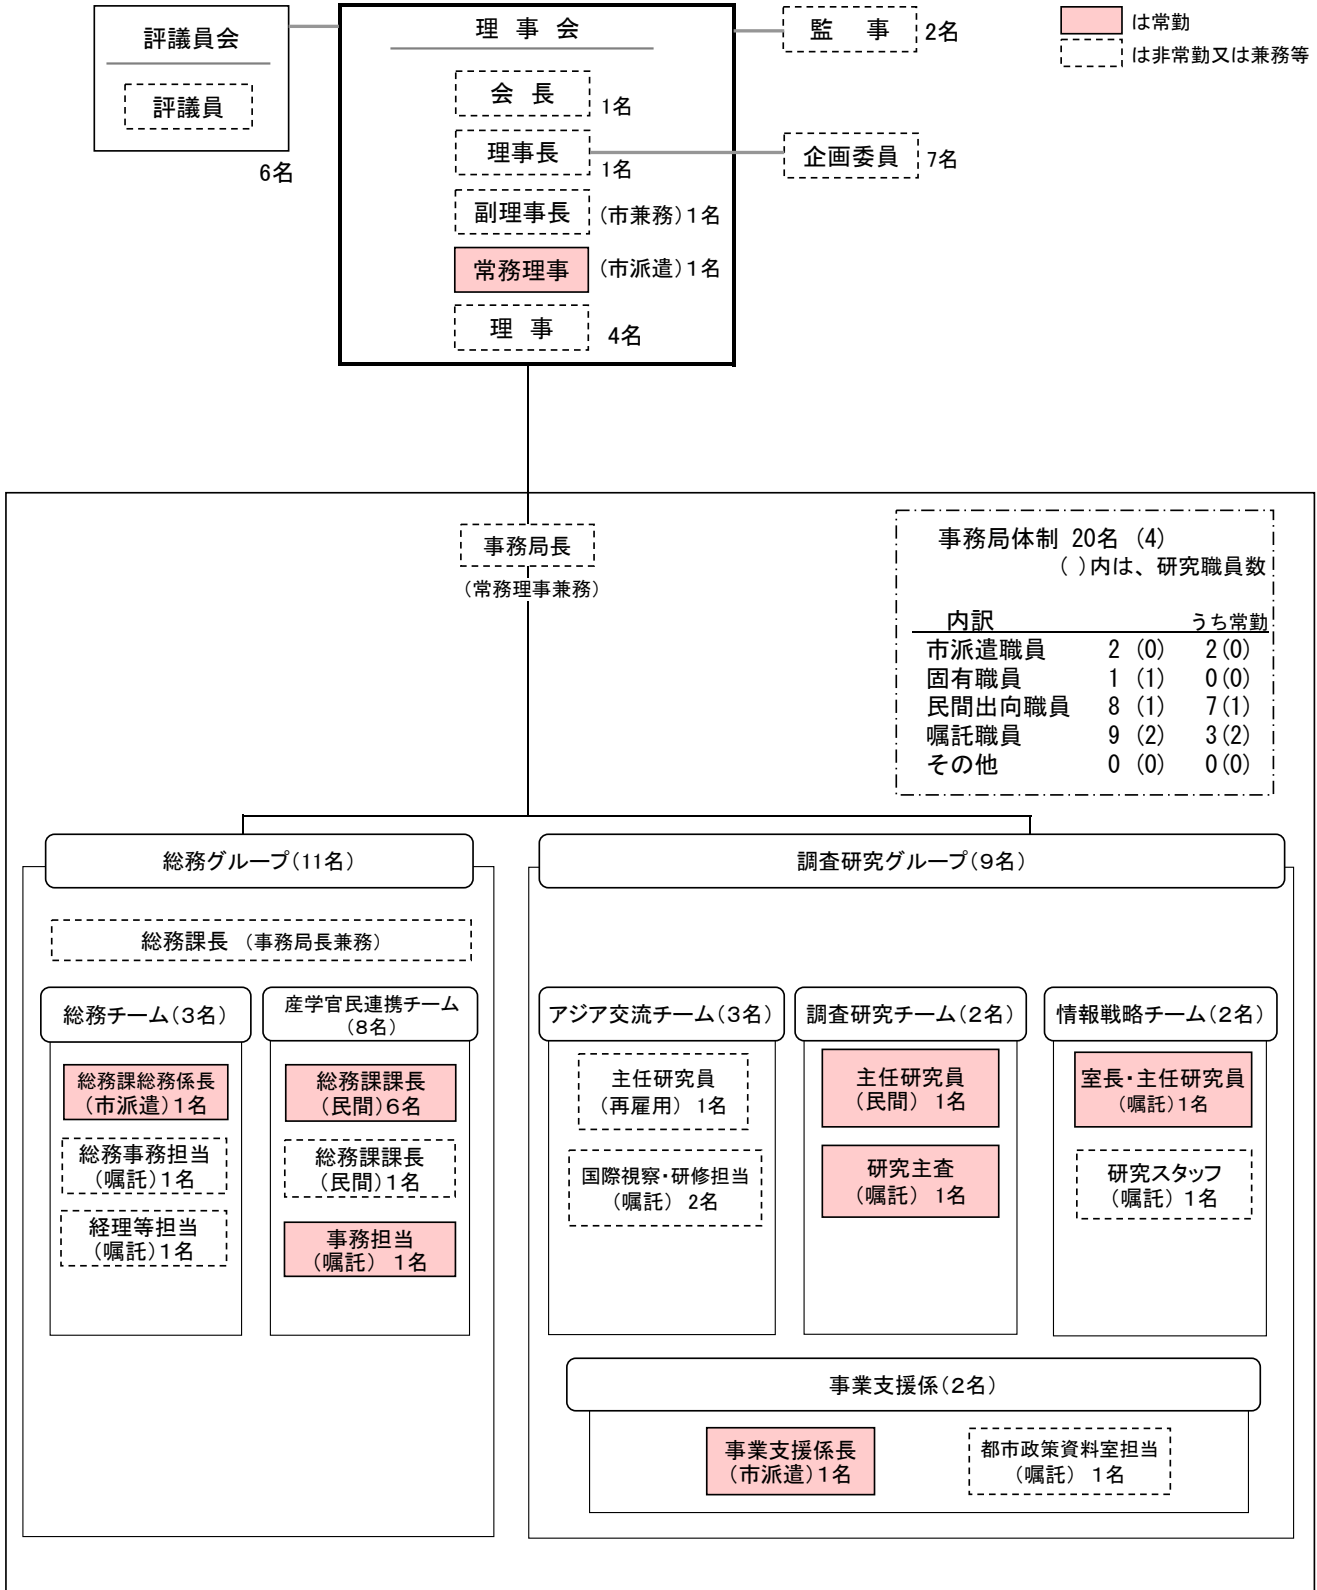 評議員会
評議員
6名
理 事 会
会 長
1名
理事長
1名
副理事長
(市兼務)1名
常務理事
(市派遣)1名
理 事
4名
監 事
2名
企画委員
7名
は常勤
は非常勤又は兼務等
事務局長
(常務理事兼務)
事務局体制 20名 (4)
( )内は、研究職員数
内訳 うち常勤
市派遣職員 2 (0) 2(0)
固有職員 1 (1) 0(0)
民間出向職員 8 (1) 7(1)
嘱託職員 9 (2) 3(2)
その他 0 (0) 0(0)
総務グループ(11名)
総務課長 (事務局長兼務)
総務チーム(3名)
総務課総務係長
(市派遣)1名
総務事務担当
(嘱託)1名
経理等担当
(嘱託)1名
産学官民連携チーム
(8名)
総務課課長
(民間)6名
総務課課長
(民間)1名
事務担当
(嘱託) 1名
調査研究グループ(9名)
アジア交流チーム(3名)
主任研究員
(再雇用) 1名
国際視察・研修担当
(嘱託) 2名
調査研究チーム(2名)
主任研究員
(民間) 1名
研究主査
(嘱託) 1名
情報戦略チーム(2名)
室長・主任研究員
(嘱託)1名
研究スタッフ
(嘱託) 1名
事業支援係(2名)
事業支援係長
(市派遣)1名
都市政策資料室担当
(嘱託) 1名